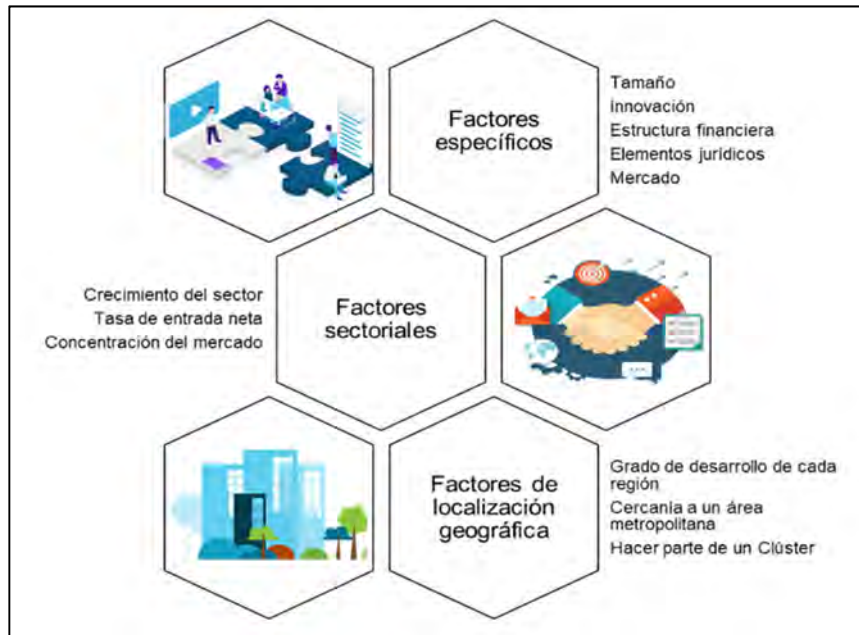 Factores
específicos
Tamaño
Innovación
Estructura financiera
Elementos jurídicos
Mercado
Crecimiento del sector
Tasa de entrada neta
Concentración del mercado
Factores
sectoriales
Factores de
localización
geográfica
Grado de desarrollo de cada
región
Cercanía a un área
metropolitana
Hacer parte de un Clúster